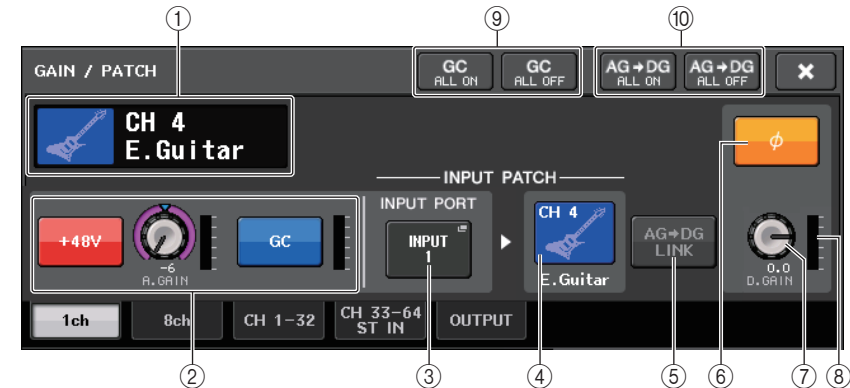 ① ⑨ ⑩
GAIN / PATCH
GC ALL ON
GC ALL OFF
AG➔DG ALL ON
AG➔DG ALL OFF
×
CH 4
E.Guitar
ϕ
INPUT PATCH
INPUT PORT
+48V
-6
A.GAIN
GC
INPUT 1
CH 4
E.Guitar
AG➔DG LINK
0.0
D.GAIN
1ch
8ch
CH 1-32
CH 33-64 ST IN
OUTPUT
② ③ ④ ⑤ ⑥ ⑦ ⑧